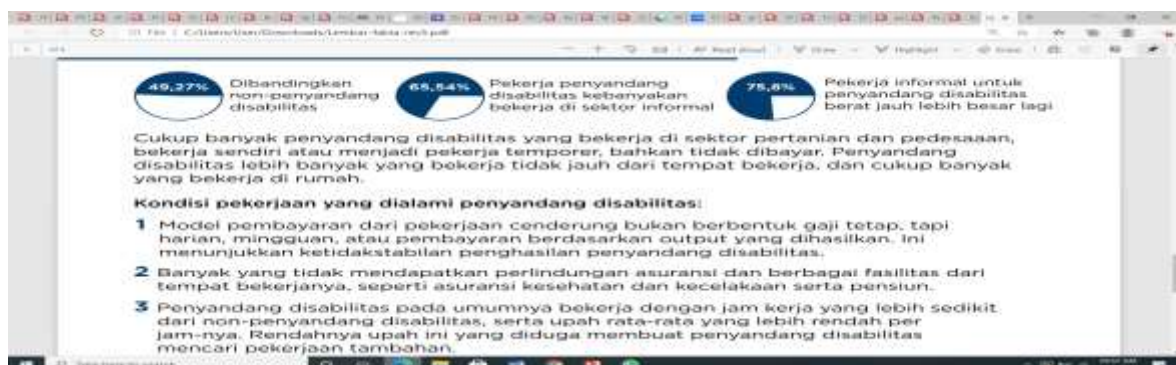 49,27%
Dibandingkan
non-penyandang
disabilitas
65,54%
Pekerja penyandang
disabilitas kebanyakan
bekerja di sektor informal
75,6%
Pekerja informal untuk
penyandang disabilitas
berat jauh lebih besar lagi
Cukup banyak penyandang disabilitas yang bekerja di sektor pertanian dan pedesaaan,
bekerja sendiri atau menjadi pekerja temporer, bahkan tidak dibayar. Penyandang
disabilitas lebih banyak yang bekerja tidak jauh dari tempat bekerja, dan cukup banyak
yang bekerja di rumah.
Kondisi pekerjaan yang dialami penyandang disabilitas:
1 Model pembayaran dari pekerjaan cenderung bukan berbentuk gaji tetap, tapi
harian, mingguan, atau pembayaran berdasarkan output yang dihasilkan. Ini
menunjukkan ketidakstabilan penghasilan penyandang disabilitas.
2 Banyak yang tidak mendapatkan perlindungan asuransi dan berbagai fasilitas dari
tempat bekerjanya, seperti asuransi kesehatan dan kecelakaan serta pensiun.
3 Penyandang disabilitas pada umumnya bekerja dengan jam kerja yang lebih sedikit
dari non-penyandang disabilitas, serta upah rata-rata yang lebih rendah per
jam-nya. Rendahnya upah ini yang diduga membuat penyandang disabilitas
mencari pekerjaan tambahan.